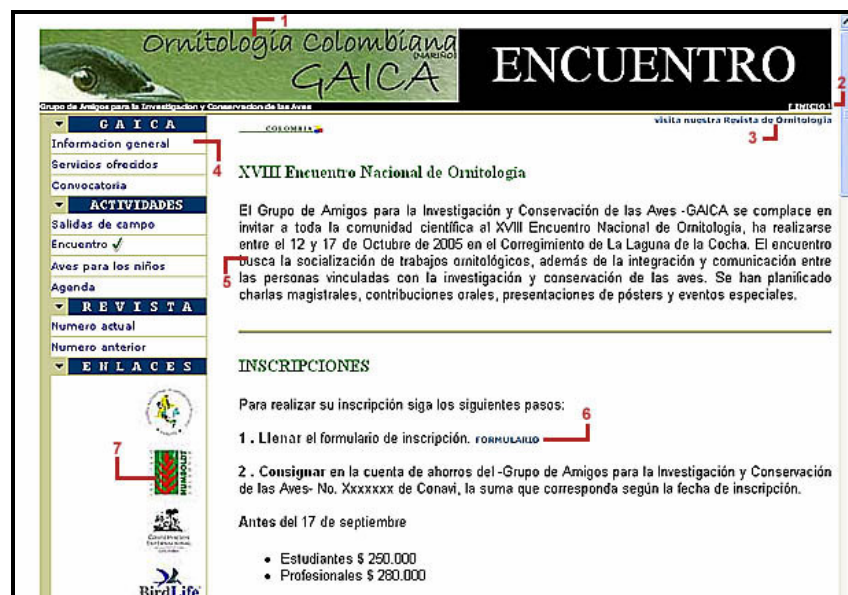 1
Ornitología Colombiana
(NARIÑO)
GAICA
ENCUENTRO
2
Grupo de Amigos para la Investigacion y Conservacion de las Aves
[ INICIO ]
visita nuestra Revista de Ornitologia
3
GAICA
Informacion general
4
Servicios ofrecidos
Convocatoria
ACTIVIDADES
Salidas de campo
Encuentro
Aves para los niños
Agenda
REVISTA
Numero actual
Numero anterior
ENLACES
7
HUMBOLDT
CONSERVATION
INTERNATIONAL
BirdLife
COLOMBIA
XVIII Encuentro Nacional de Ornitologia
El Grupo de Amigos para la Investigación y Conservación de las Aves -GAICA se complace en
invitar a toda la comunidad científica al XVIII Encuentro Nacional de Ornitología, ha realizarse
entre el 12 y 17 de Octubre de 2005 en el Corregimiento de La Laguna de la Cocha. El encuentro
busca la socialización de trabajos ornitológicos, además de la integración y comunicación entre
5
las personas vinculadas con la investigación y conservación de las aves. Se han planificado
charlas magistrales, contribuciones orales, presentaciones de pósters y eventos especiales.
INSCRIPCIONES
Para realizar su inscripción siga los siguientes pasos:
6
1 . Llenar el formulario de inscripción. FORMULARIO
2 . Consignar en la cuenta de ahorros del -Grupo de Amigos para la Investigación y Conservación
de las Aves- No. Xxxxxxx de Conavi, la suma que corresponda según la fecha de inscripción.
Antes del 17 de septiembre
• Estudiantes $ 250.000
• Profesionales $ 280.000